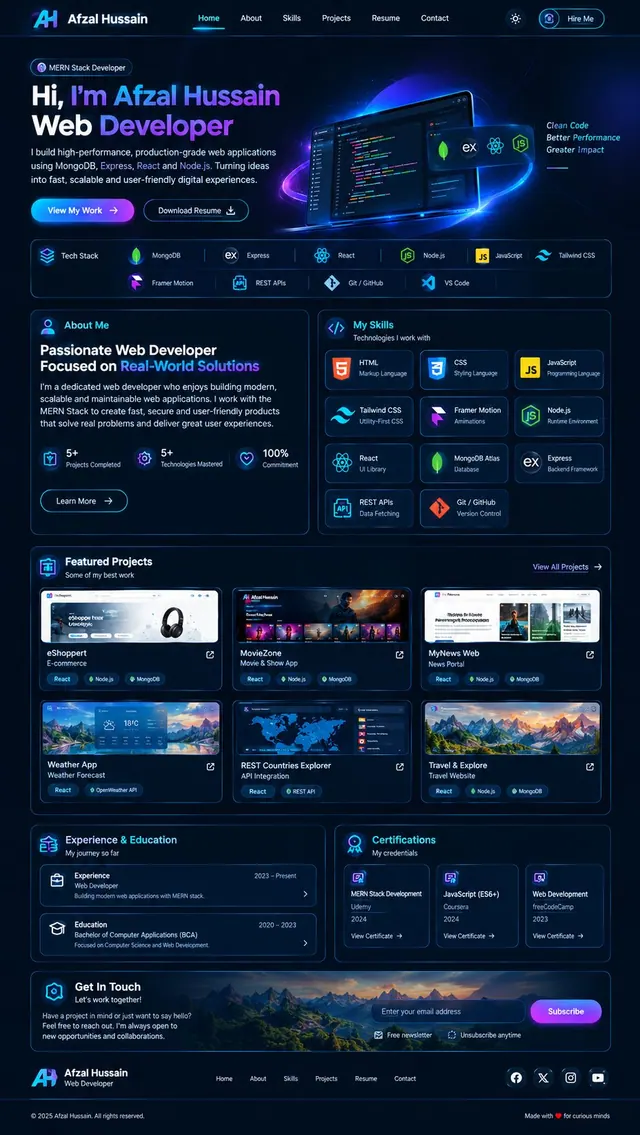 AH Afzal Hussain
Home About Skills Projects Resume Contact
Hire Me
MERN Stack Developer
Hi, I'm Afzal Hussain
Web Developer
I build high-performance, production-grade web applications
using MongoDB, Express, React and Node.js. Turning ideas
into fast, scalable and user-friendly digital experiences.
View My Work → Download Resume
ex
JS
Clean Code
Better Performance
Greater Impact
Tech Stack
MongoDB ex Express React Node.js JS JavaScript Tailwind CSS
Framer Motion API REST APIs Git / GitHub VS Code
About Me
Passionate Web Developer
Focused on Real-World Solutions
I'm a dedicated web developer who enjoys building modern,
scalable and maintainable web applications. I work with the
MERN Stack to create fast, secure and user-friendly products
that solve real problems and deliver great user experiences.
5+
Projects Completed
5+
Technologies Mastered
100%
Commitment
Learn More →
My Skills
Technologies I work with
HTML
Markup Language
CSS
Styling Language
JS
JavaScript
Programming Language
Tailwind CSS
Utility-First CSS
Framer Motion
Animations
Node.js
Runtime Environment
React
UI Library
MongoDB Atlas
Database
ex
Express
Backend Framework
API
REST APIs
Data Fetching
Git / GitHub
Version Control
Featured Projects
Some of my best work
View All Projects →
eShoppert
E-commerce
React Node.js MongoDB
Afzal Hussain
MovieZone
Movie & Show App
React Node.js MongoDB
MyNews Web
News Portal
React Node.js MongoDB
18°C
Weather App
Weather Forecast
React OpenWeather API
REST Countries Explorer
API Integration
React REST API
Travel & Explore
Travel Website
React Node.js MongoDB
Experience & Education
My journey so far
Experience 2023 – Present
Web Developer
Building modern web applications with MERN stack.
Education 2020 – 2023
Bachelor of Computer Applications (BCA)
Focused on Computer Science and Web Development.
Certifications
My credentials
MERN Stack Development
Udemy
2024
View Certificate →
JavaScript (ES6+)
Coursera
2024
View Certificate →
Web Development
freeCodeCamp
2023
View Certificate →
Get In Touch
Let's work together!
Have a project in mind or just want to say hello?
Feel free to reach out. I'm always open to
new opportunities and collaborations.
Enter your email address
Subscribe
Free newsletter Unsubscribe anytime
AH Afzal Hussain
Web Developer
Home About Skills Projects Resume Contact
© 2025 Afzal Hussain. All rights reserved.
Made with ❤ for curious minds